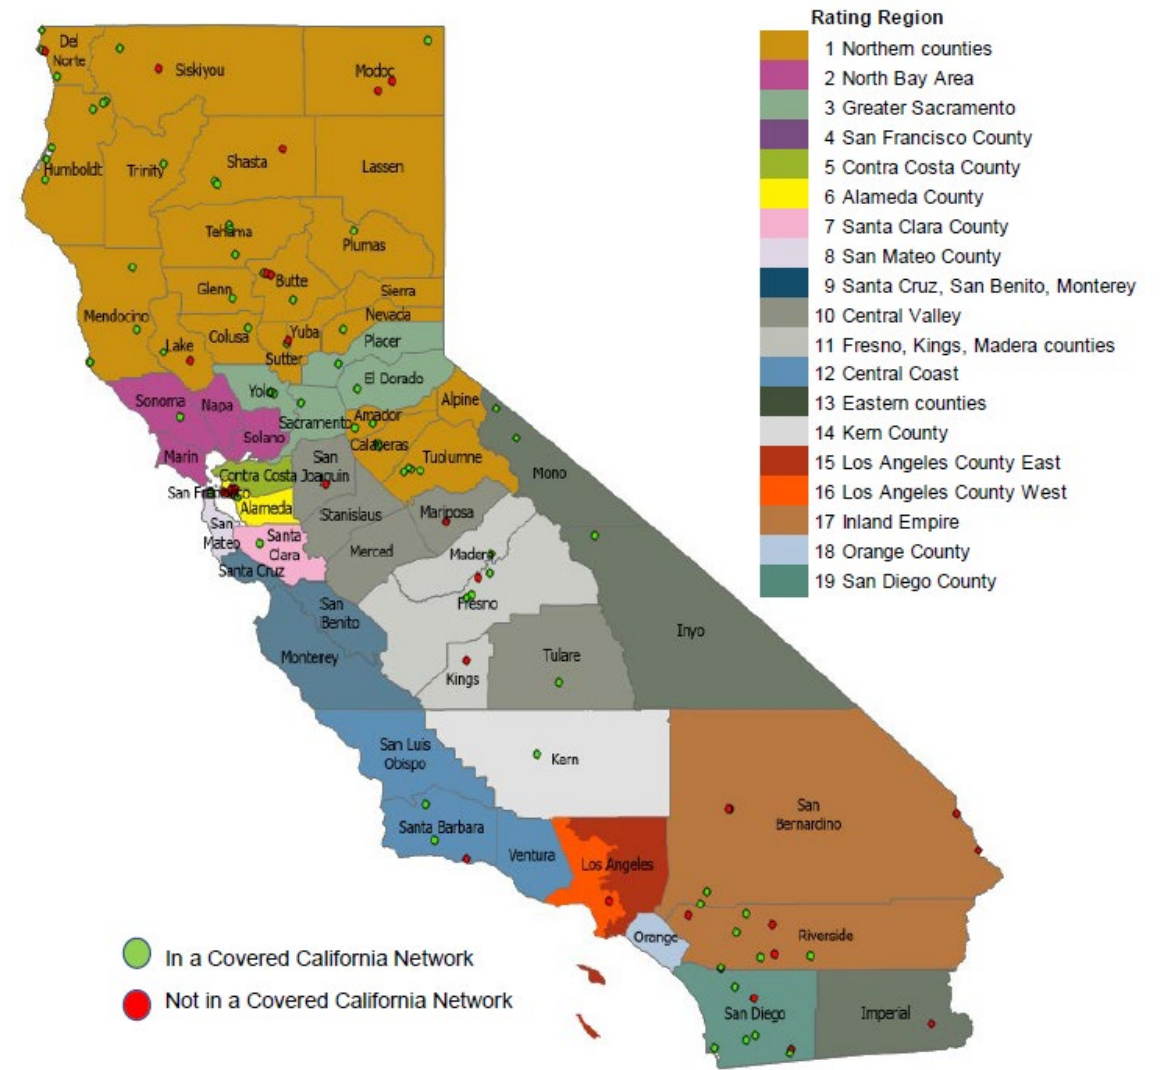 Rating Region
1 Northern counties
2 North Bay Area
3 Greater Sacramento
4 San Francisco County
5 Contra Costa County
6 Alameda County
7 Santa Clara County
8 San Mateo County
9 Santa Cruz, San Benito, Monterey
10 Central Valley
11 Fresno, Kings, Madera counties
12 Central Coast
13 Eastern counties
14 Kern County
15 Los Angeles County East
16 Los Angeles County West
17 Inland Empire
18 Orange County
19 San Diego County
Del
Norte
Siskiyou
Modoc
Humboldt
Trinity
Shasta
Lassen
Tehama
Plumas
Glenn
Butte
Sierra
Mendocino
Colusa
Yuba
Nevada
Lake
Sutter
Placer
Yolo
El Dorado
Sonoma
Napa
Sacramento
Amador
Alpine
Solano
Calaveras
Marin
San
Joaquin
Tuolumne
Mono
Contra Costa
San Francisco
Alameda
Stanislaus
Mariposa
San
Mateo
Santa
Clara
Merced
Madera
Santa Cruz
San
Benito
Fresno
Inyo
Monterrey
Kings
Tulare
San Luis
Obispo
Kern
San
Bernardino
Santa Barbara
Ventura
Los Angeles
Orange
Riverside
San Diego
Imperial
In a Covered California Network
Not in a Covered California Network